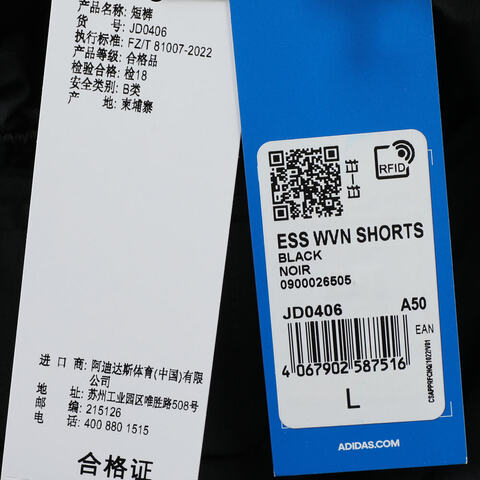 产品名称: 短裤
货 号: JD0406
执行标准: FZ/T 81007-2022
产品等级: 合格品
检验合格: 检18
安全类别: B类
产 地: 柬埔寨
进 口 商: 阿迪达斯体育(中国)有限
公司
地 址: 苏州工业园区唯胜路508号
邮 编: 215126
电 话: 400 880 1515
合格证
RFID
ESS WVN SHORTS
BLACK
NOIR
0900026505
JD0406 A50
EAN
4 067902 587516
L
ADIDAS.COM